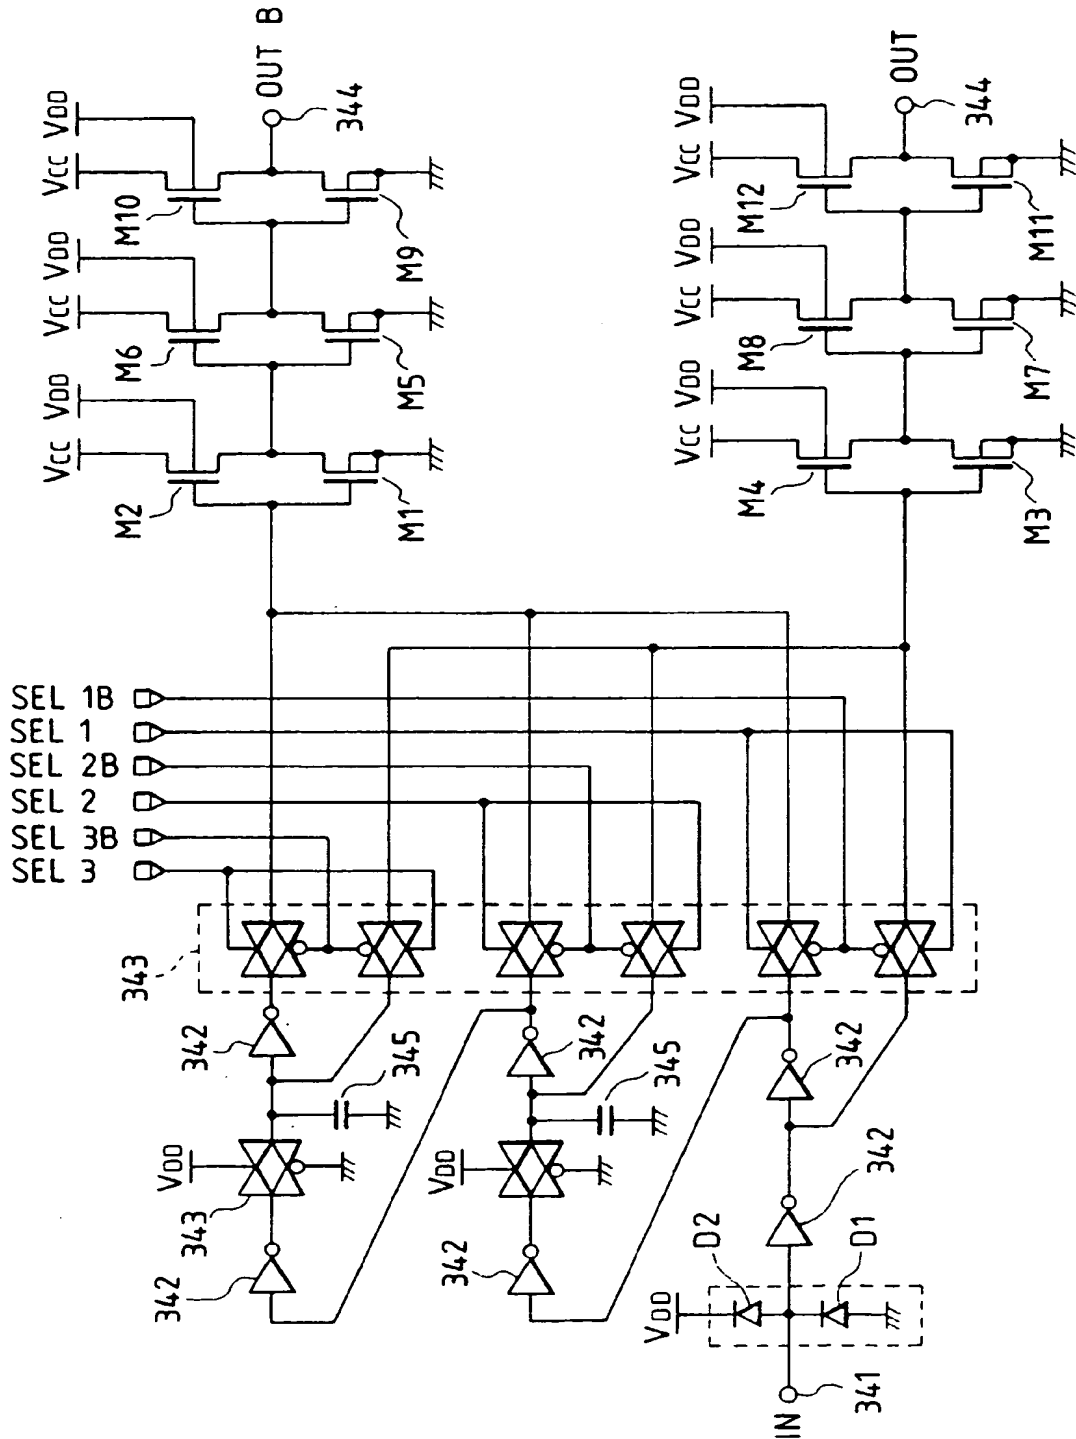 SEL 1B
SEL 1
SEL 2B
SEL 2
SEL 3B
SEL 3
VCC
VDD
VCC
VDD
VCC
VDD
M2
M6
M10
M1
M5
M9
OUT B
344
VCC
VDD
VCC
VDD
VCC
VDD
M4
M8
M12
M3
M7
M11
OUT
344
343
342
345
VDD
343
342
342
345
VDD
342
342
342
D2
D1
VDD
IN
341